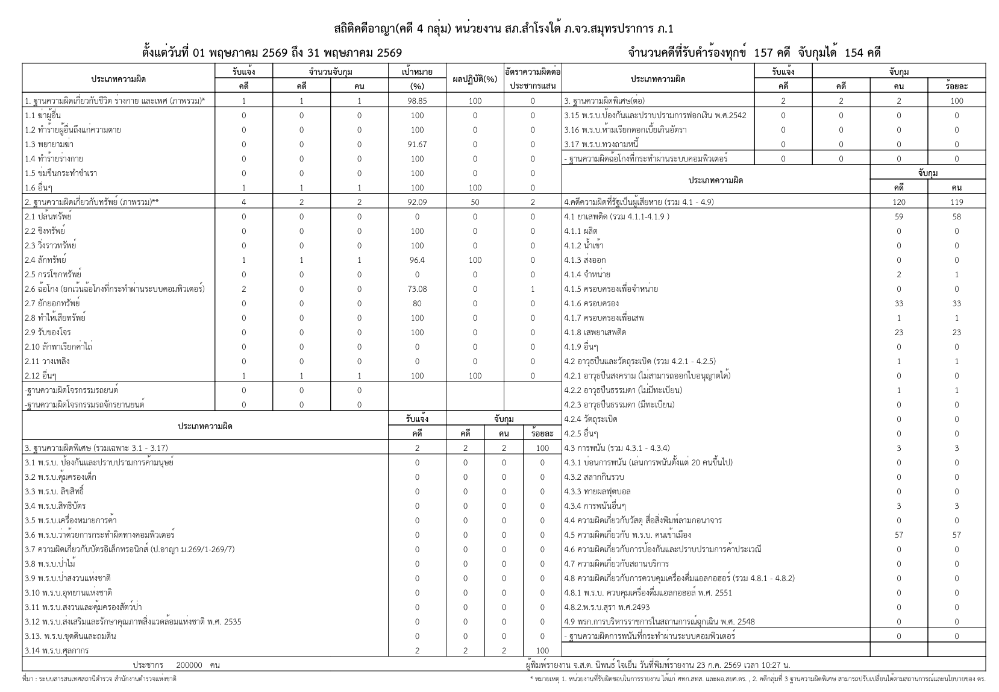 สถิติคดีอาญา(คดี 4 กลุ่ม) หน่วยงาน สภ.สำโรงใต้ ภ.จว.สมุทรปราการ ภ.1
ตั้งแต่วันที่ 01 พฤษภาคม 2569 ถึง 31 พฤษภาคม 2569
จำนวนคดีที่รับคำร้องทุกข์ 157 คดี จับกุมได้ 154 คดี
ประเภทความผิด รับแจ้ง จำนวนจับกุม เป้าหมาย ผลปฏิบัติ(%) อัตราความผิดต่อ
คดี คดี คน (%) ประชากรแสน
1. ฐานความผิดเกี่ยวกับชีวิต ร่างกาย และเพศ (ภาพรวม)* 1 1 1 98.85 100 0
1.1 ฆ่าผู้อื่น 0 0 0 100 0 0
1.2 ทำร้ายผู้อื่นถึงแก่ความตาย 0 0 0 100 0 0
1.3 พยายามฆ่า 0 0 0 91.67 0 0
1.4 ทำร้ายร่างกาย 0 0 0 100 0 0
1.5 ข่มขืนกระทำชำเรา 0 0 0 100 0 0
1.6 อื่นๆ 1 1 1 100 100 0
2. ฐานความผิดเกี่ยวกับทรัพย์ (ภาพรวม)** 4 2 2 92.09 50 2
2.1 ปล้นทรัพย์ 0 0 0 0 0 0
2.2 ชิงทรัพย์ 0 0 0 100 0 0
2.3 วิ่งราวทรัพย์ 0 0 0 100 0 0
2.4 ลักทรัพย์ 1 1 1 96.4 100 0
2.5 กรรโชกทรัพย์ 0 0 0 0 0 0
2.6 ฉ้อโกง (ยกเว้นฉ้อโกงที่กระทำผ่านระบบคอมพิวเตอร์) 2 0 0 73.08 0 1
2.7 ยักยอกทรัพย์ 0 0 0 80 0 0
2.8 ทำให้เสียทรัพย์ 0 0 0 100 0 0
2.9 รับของโจร 0 0 0 100 0 0
2.10 ลักพาเรียกค่าไถ่ 0 0 0 0 0 0
2.11 วางเพลิง 0 0 0 0 0 0
2.12 อื่นๆ 1 1 1 100 100 0
-ฐานความผิดโจรกรรมรถยนต์ 0 0 0
-ฐานความผิดโจรกรรมรถจักรยานยนต์ 0 0 0
ประเภทความผิด รับแจ้ง จับกุม
คดี คดี คน ร้อยละ
3. ฐานความผิดพิเศษ (รวมเฉพาะ 3.1 - 3.17) 2 2 2 100
3.1 พ.ร.บ. ป้องกันและปราบปรามการค้ามนุษย์ 0 0 0 0
3.2 พ.ร.บ.คุ้มครองเด็ก 0 0 0 0
3.3 พ.ร.บ. ลิขสิทธิ์ 0 0 0 0
3.4 พ.ร.บ.สิทธิบัตร 0 0 0 0
3.5 พ.ร.บ.เครื่องหมายการค้า 0 0 0 0
3.6 พ.ร.บ.ว่าด้วยการกระทำผิดทางคอมพิวเตอร์ 0 0 0 0
3.7 ความผิดเกี่ยวกับบัตรอิเล็กทรอนิกส์ (ป.อาญา ม.269/1-269/7) 0 0 0 0
3.8 พ.ร.บ.ป่าไม้ 0 0 0 0
3.9 พ.ร.บ.ป่าสงวนแห่งชาติ 0 0 0 0
3.10 พ.ร.บ.อุทยานแห่งชาติ 0 0 0 0
3.11 พ.ร.บ.สงวนและคุ้มครองสัตว์ป่า 0 0 0 0
3.12 พ.ร.บ.ส่งเสริมและรักษาคุณภาพสิ่งแวดล้อมแห่งชาติ พ.ศ. 2535 0 0 0 0
3.13. พ.ร.บ.ขุดดินและถมดิน 0 0 0 0
3.14 พ.ร.บ.ศุลกากร 2 2 2 100
ประเภทความผิด รับแจ้ง จับกุม
คดี คดี คน ร้อยละ
3. ฐานความผิดพิเศษ(ต่อ) 2 2 2 100
3.15 พ.ร.บ.ป้องกันและปราบปรามการฟอกเงิน พ.ศ.2542 0 0 0 0
3.16 พ.ร.บ.ห้ามเรียกดอกเบี้ยเกินอัตรา 0 0 0 0
3.17 พ.ร.บ.ทวงถามหนี้ 0 0 0 0
- ฐานความผิดฉ้อโกงที่กระทำผ่านระบบคอมพิวเตอร์ 0 0 0 0
ประเภทความผิด จับกุม
คดี คน
4.คดีความผิดที่รัฐเป็นผู้เสียหาย (รวม 4.1 - 4.9) 120 119
4.1 ยาเสพติด (รวม 4.1.1-4.1.9 ) 59 58
4.1.1 ผลิต 0 0
4.1.2 นำเข้า 0 0
4.1.3 ส่งออก 0 0
4.1.4 จำหน่าย 2 1
4.1.5 ครอบครองเพื่อจำหน่าย 0 0
4.1.6 ครอบครอง 33 33
4.1.7 ครอบครองเพื่อเสพ 1 1
4.1.8 เสพยาเสพติด 23 23
4.1.9 อื่นๆ 0 0
4.2 อาวุธปืนและวัตถุระเบิด (รวม 4.2.1 - 4.2.5) 1 1
4.2.1 อาวุธปืนสงคราม (ไม่สามารถออกใบอนุญาตได้) 0 0
4.2.2 อาวุธปืนธรรมดา (ไม่มีทะเบียน) 1 1
4.2.3 อาวุธปืนธรรมดา (มีทะเบียน) 0 0
4.2.4 วัตถุระเบิด 0 0
4.2.5 อื่นๆ 0 0
4.3 การพนัน (รวม 4.3.1 - 4.3.4) 3 3
4.3.1 บ่อนการพนัน (เล่นการพนันตั้งแต่ 20 คนขึ้นไป) 0 0
4.3.2 สลากกินรวบ 0 0
4.3.3 ทายผลฟุตบอล 0 0
4.3.4 การพนันอื่นๆ 3 3
4.4 ความผิดเกี่ยวกับวัสดุ สื่อสิ่งพิมพ์ลามกอนาจาร 0 0
4.5 ความผิดเกี่ยวกับ พ.ร.บ. คนเข้าเมือง 57 57
4.6 ความผิดเกี่ยวกับการป้องกันและปราบปรามการค้าประเวณี 0 0
4.7 ความผิดเกี่ยวกับสถานบริการ 0 0
4.8 ความผิดเกี่ยวกับการควบคุมเครื่องดื่มแอลกอฮอร์ (รวม 4.8.1 - 4.8.2) 0 0
4.8.1 พ.ร.บ. ควบคุมเครื่องดื่มแอลกอฮอล์ พ.ศ. 2551 0 0
4.8.2.พ.ร.บ.สุรา พ.ศ.2493 0 0
4.9 พรก.การบริหารราชการในสถานการณ์ฉุกเฉิน พ.ศ. 2548 0 0
- ฐานความผิดการพนันที่กระทำผ่านระบบคอมพิวเตอร์ 0 0
ประชากร 200000 คน
ผู้พิมพ์รายงาน จ.ส.ต. นิพนธ์ ใจเย็น วันที่พิมพ์รายงาน 23 ก.ค. 2569 เวลา 10:27 น.
ที่มา : ระบบสารสนเทศสถานีตำรวจ สำนักงานตำรวจแห่งชาติ
* หมายเหตุ 1. หน่วยงานที่รับผิดชอบในการรายงาน ได้แก่ ศทก.สทส. และผอ.สยศ.ตร. , 2. คดีกลุ่มที่ 3 ฐานความผิดพิเศษ สามารถปรับเปลี่ยนได้ตามสถานการณ์และนโยบายของ ตร.